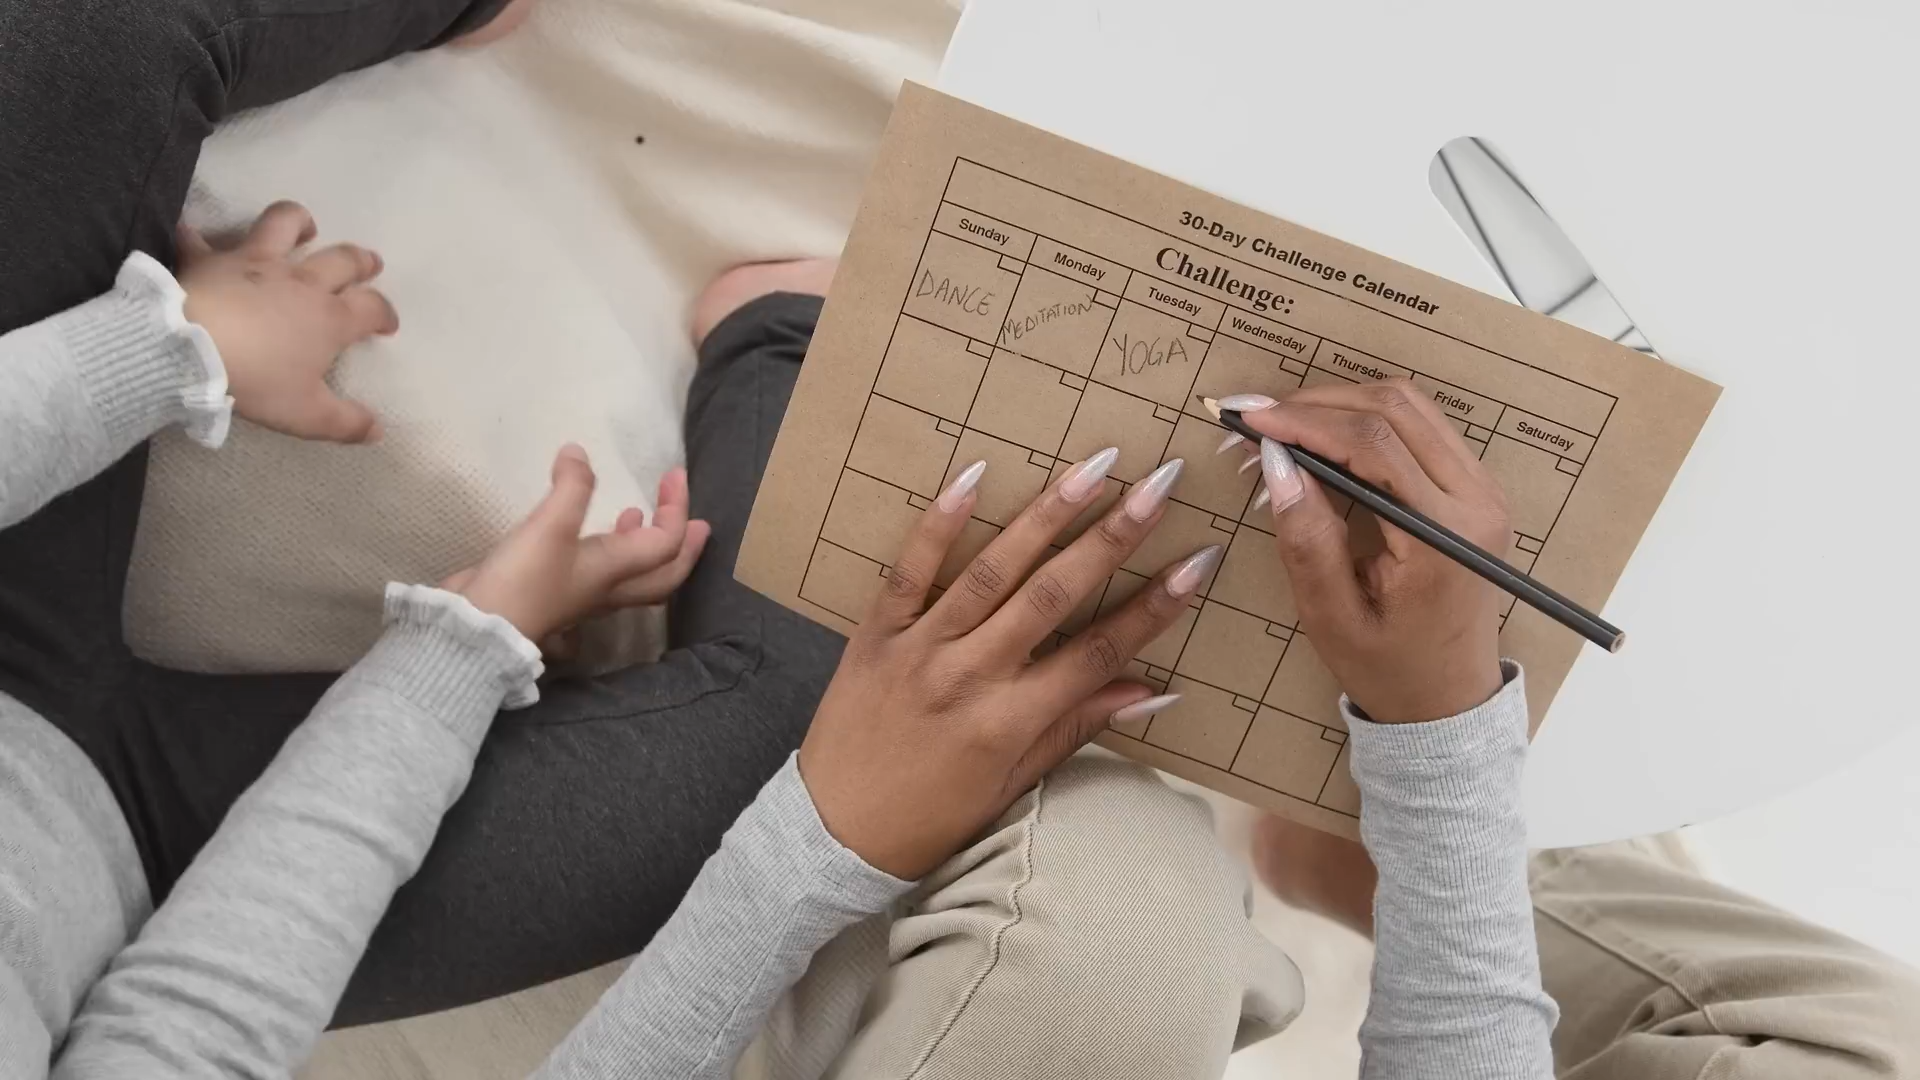 30-Day Challenge Calendar
Challenge:
Sunday Monday Tuesday Wednesday Thursday Friday Saturday
DANCE MEDITATION YOGA